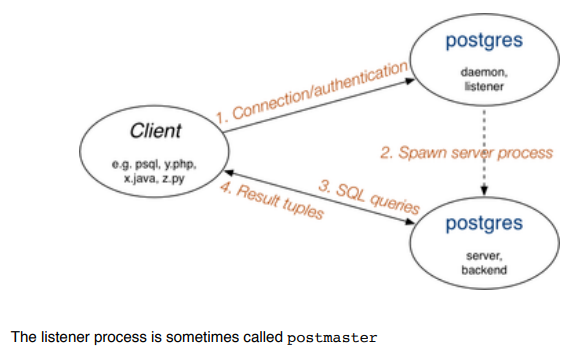 postgres
daemon,
listener
1. Connection/authentication
Client
e.g. psql, y.php,
x.java, z.py
2. Spawn server process
3. SQL queries
4. Result tuples
postgres
server,
backend
The listener process is sometimes called postmaster